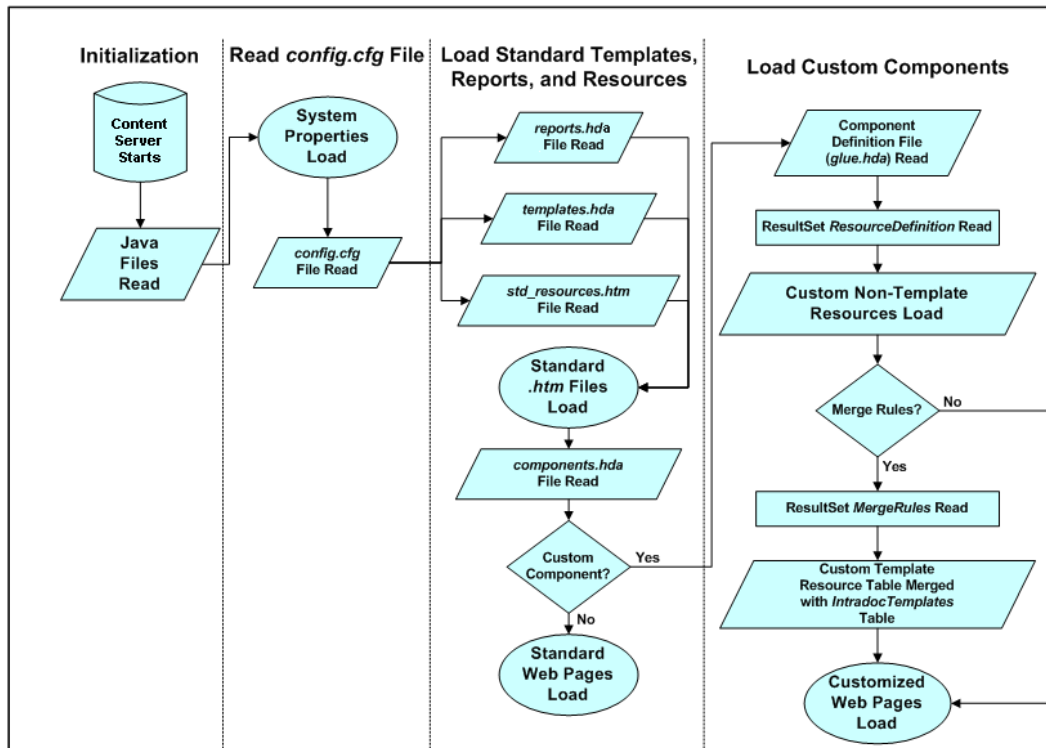 Initialization
Content
Server
Starts
Java
Files
Read
Read config.cfg File
System
Properties
Load
config.cfg
File Read
Load Standard Templates,
Reports, and Resources
reports.hda
File Read
templates.hda
File Read
std_resources.htm
File Read
Standard
.htm Files
Load
components.hda
File Read
Custom
Component?
Yes
No
Standard
Web Pages
Load
Load Custom Components
Component
Definition File
(glue.hda) Read
ResultSet ResourceDefinition Read
Custom Non-Template
Resources Load
Merge Rules?
No
Yes
ResultSet MergeRules Read
Custom Template
Resource Table Merged
with IntradocTemplates
Table
Customized
Web Pages
Load